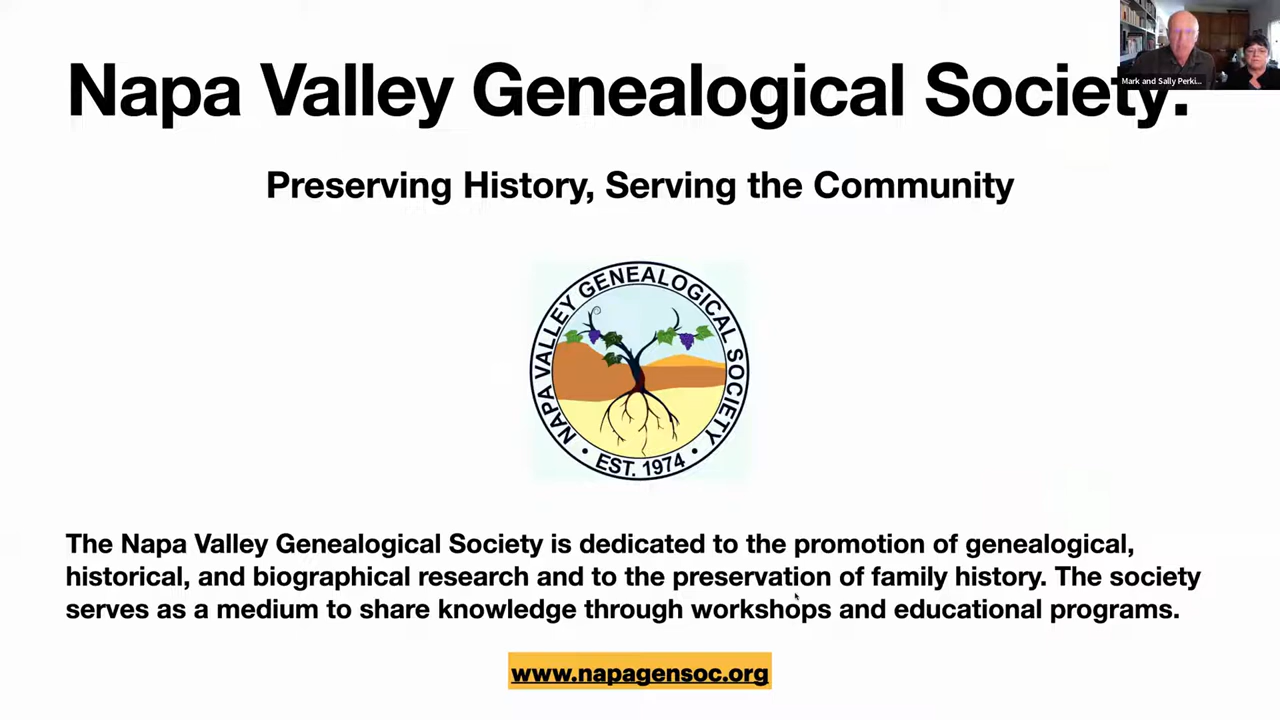 Napa Valley Genealogical Society.
Mark and Sally Perki...
Preserving History, Serving the Community
NAPA VALLEY GENEALOGICAL SOCIETY
• EST. 1974 •
The Napa Valley Genealogical Society is dedicated to the promotion of genealogical,
historical, and biographical research and to the preservation of family history. The society
serves as a medium to share knowledge through workshops and educational programs.
www.napagensoc.org